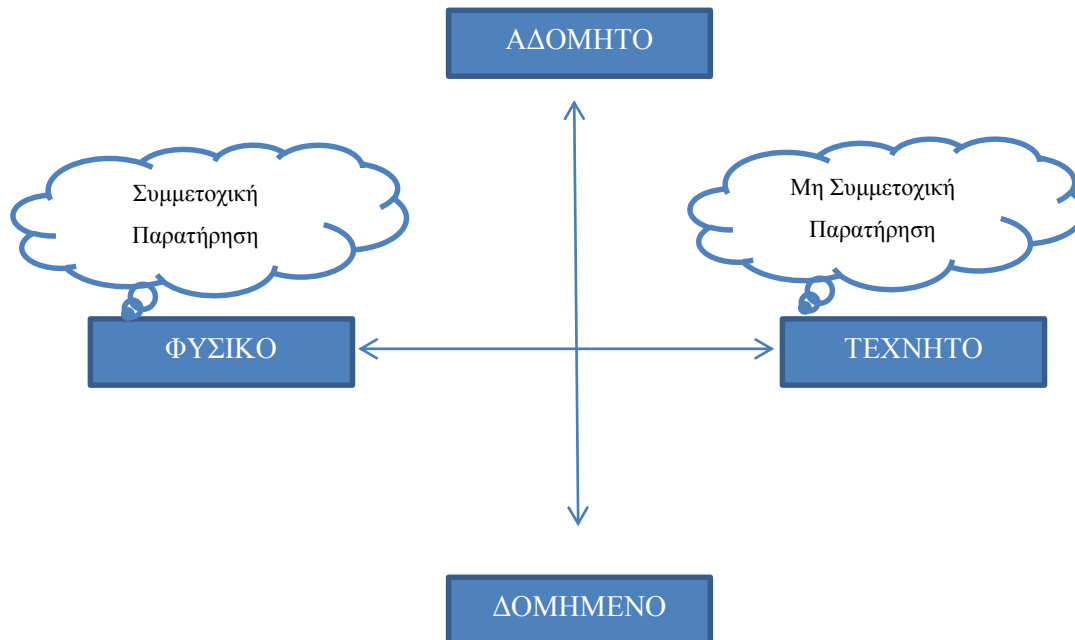 ΑΔΟΜΗΤΟ
Συμμετοχική
Παρατήρηση
Μη Συμμετοχική
Παρατήρηση
ΦΥΣΙΚΟ
ΤΕΧΝΗΤΟ
ΔΟΜΗΜΕΝΟ